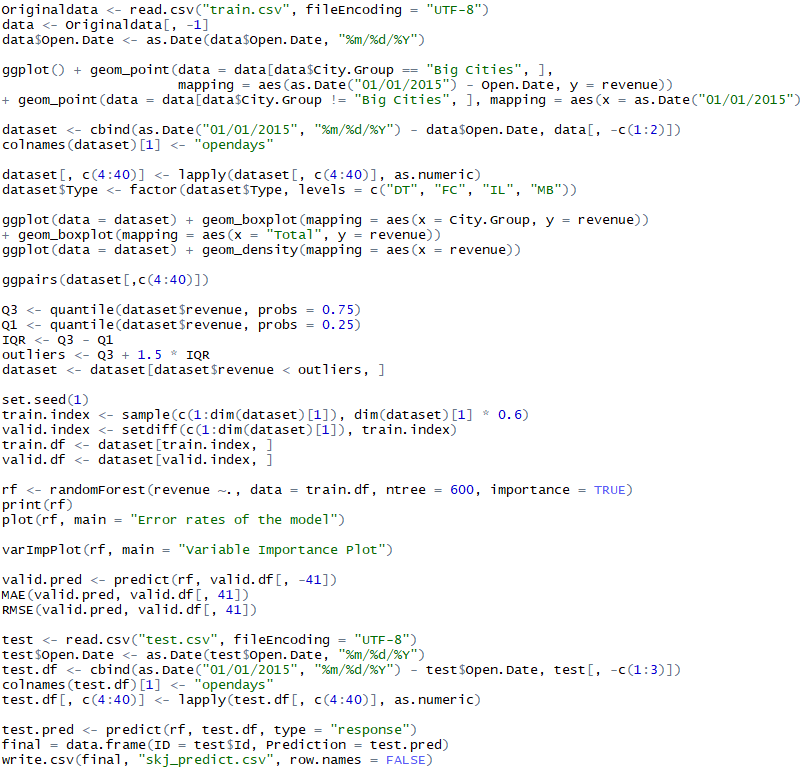 Originaldata <- read.csv("train.csv", fileEncoding = "UTF-8")
data <- Originaldata[, -1]
data$Open.Date <- as.Date(data$Open.Date, "%m/%d/%Y")
ggplot() + geom_point(data = data[data$City.Group == "Big Cities", ],
mapping = aes(as.Date("01/01/2015") - Open.Date, y = revenue))
+ geom_point(data = data[data$City.Group != "Big Cities", ], mapping = aes(x = as.Date("01/01/2015")
dataset <- cbind(as.Date("01/01/2015", "%m/%d/%Y") - data$Open.Date, data[, -c(1:2)])
colnames(dataset)[1] <- "opendays"
dataset[, c(4:40)] <- lapply(dataset[, c(4:40)], as.numeric)
dataset$Type <- factor(dataset$Type, levels = c("DT", "FC", "IL", "MB"))
ggplot(data = dataset) + geom_boxplot(mapping = aes(x = City.Group, y = revenue))
+ geom_boxplot(mapping = aes(x = "Total", y = revenue))
ggplot(data = dataset) + geom_density(mapping = aes(x = revenue))
ggpairs(dataset[,c(4:40)])
Q3 <- quantile(dataset$revenue, probs = 0.75)
Q1 <- quantile(dataset$revenue, probs = 0.25)
IQR <- Q3 - Q1
outliers <- Q3 + 1.5 * IQR
dataset <- dataset[dataset$revenue < outliers, ]
set.seed(1)
train.index <- sample(c(1:dim(dataset)[1]), dim(dataset)[1] * 0.6)
valid.index <- setdiff(c(1:dim(dataset)[1]), train.index)
train.df <- dataset[train.index, ]
valid.df <- dataset[valid.index, ]
rf <- randomForest(revenue ~., data = train.df, ntree = 600, importance = TRUE)
print(rf)
plot(rf, main = "Error rates of the model")
varImpPlot(rf, main = "Variable Importance Plot")
valid.pred <- predict(rf, valid.df[, -41])
MAE(valid.pred, valid.df[, 41])
RMSE(valid.pred, valid.df[, 41])
test <- read.csv("test.csv", fileEncoding = "UTF-8")
test$Open.Date <- as.Date(test$Open.Date, "%m/%d/%Y")
test.df <- cbind(as.Date("01/01/2015", "%m/%d/%Y") - test$Open.Date, test[, -c(1:3)])
colnames(test.df)[1] <- "opendays"
test.df[, c(4:40)] <- lapply(test.df[, c(4:40)], as.numeric)
test.pred <- predict(rf, test.df, type = "response")
final = data.frame(ID = test$Id, Prediction = test.pred)
write.csv(final, "skj_predict.csv", row.names = FALSE)